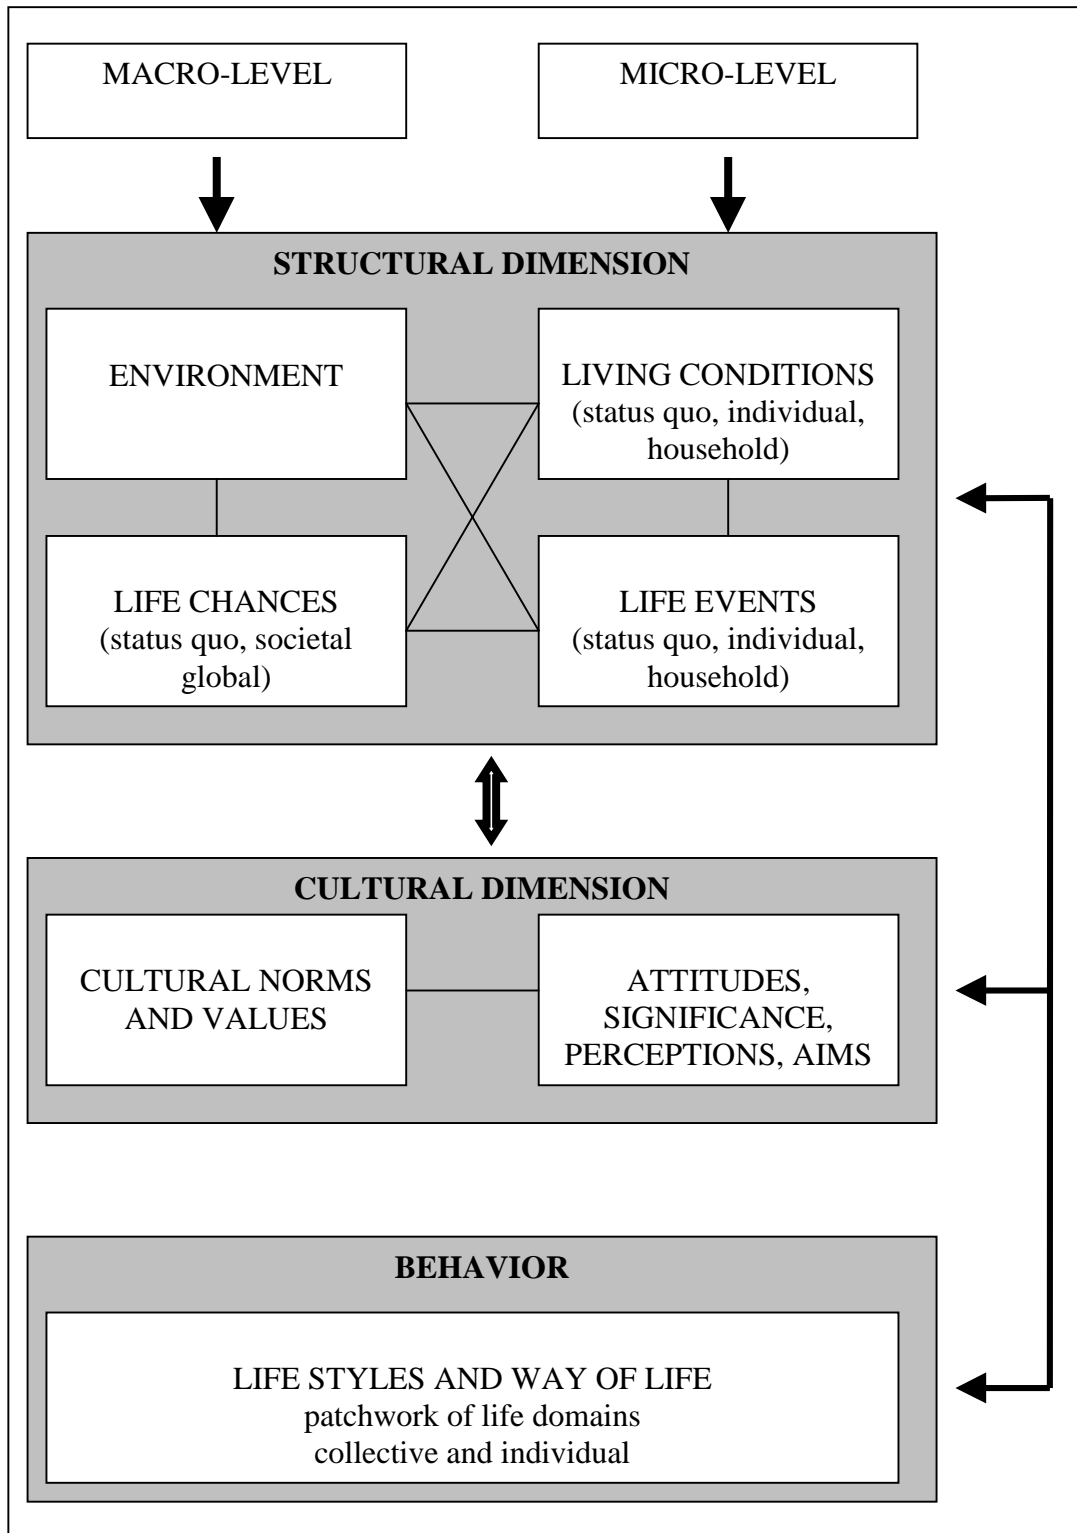 MACRO-LEVEL
MICRO-LEVEL
STRUCTURAL DIMENSION
ENVIRONMENT
LIVING CONDITIONS
(status quo, individual,
household)
LIFE CHANCES
(status quo, societal
global)
LIFE EVENTS
(status quo, individual,
household)
CULTURAL DIMENSION
CULTURAL NORMS
AND VALUES
ATTITUDES,
SIGNIFICANCE,
PERCEPTIONS, AIMS
BEHAVIOR
LIFE STYLES AND WAY OF LIFE
patchwork of life domains
collective and individual